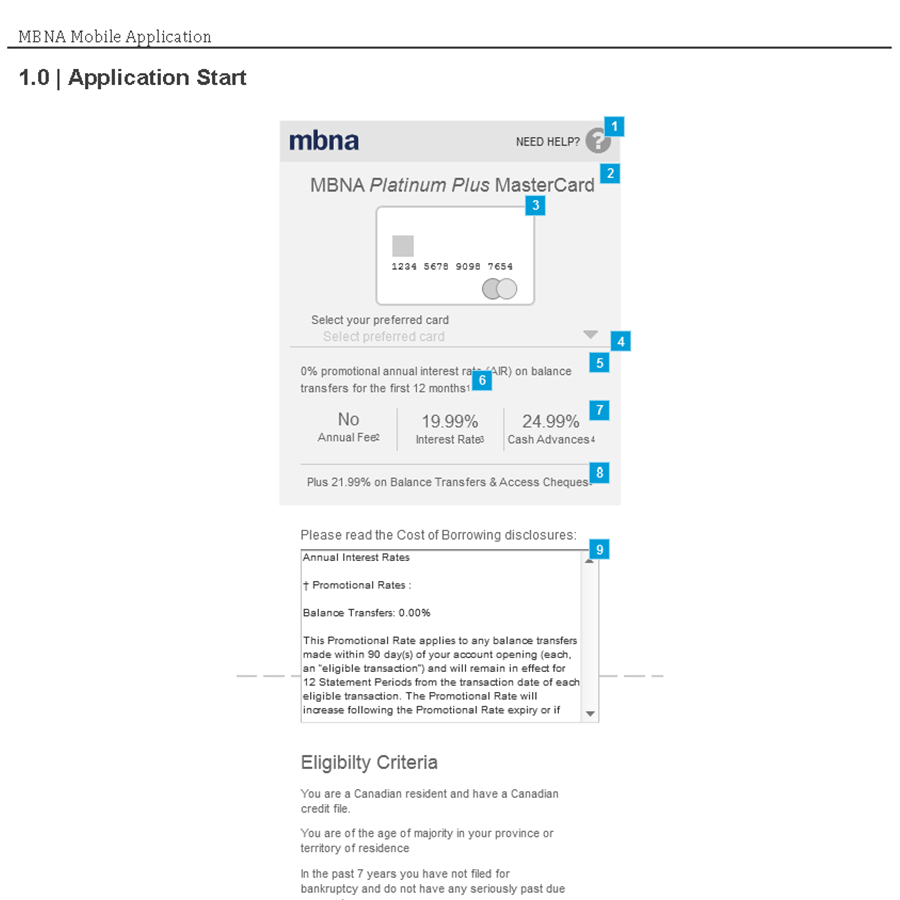 MBNA Mobile Application
1.0 | Application Start
mbna
NEED HELP? ?
1
2
MBNA Platinum Plus MasterCard
3
1234 5678 9098 7654
Select your preferred card
Select preferred card
4
5
0% promotional annual interest rate (AIR) on balance
transfers for the first 12 months1
6
7
No 19.99% 24.99%
Annual Fee2 Interest Rate3 Cash Advances4
8
Plus 21.99% on Balance Transfers & Access Cheques
Please read the Cost of Borrowing disclosures:
9
Annual Interest Rates
† Promotional Rates :
Balance Transfers: 0.00%
This Promotional Rate applies to any balance transfers
made within 90 day(s) of your account opening (each,
an "eligible transaction") and will remain in effect for
12 Statement Periods from the transaction date of each
eligible transaction. The Promotional Rate will
increase following the Promotional Rate expiry or if
Eligibilty Criteria
You are a Canadian resident and have a Canadian
credit file.
You are of the age of majority in your province or
territory of residence
In the past 7 years you have not filed for
bankruptcy and do not have any seriously past due